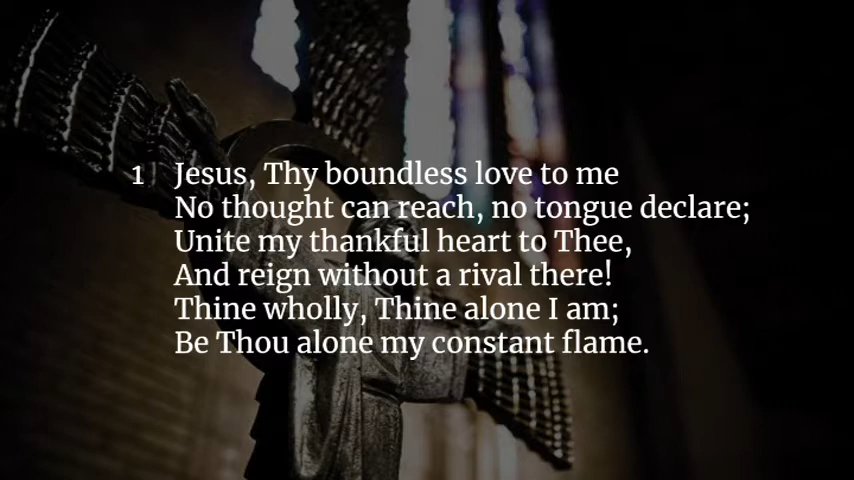 1 Jesus, Thy boundless love to me
No thought can reach, no tongue declare;
Unite my thankful heart to Thee,
And reign without a rival there!
Thine wholly, Thine alone I am;
Be Thou alone my constant flame.